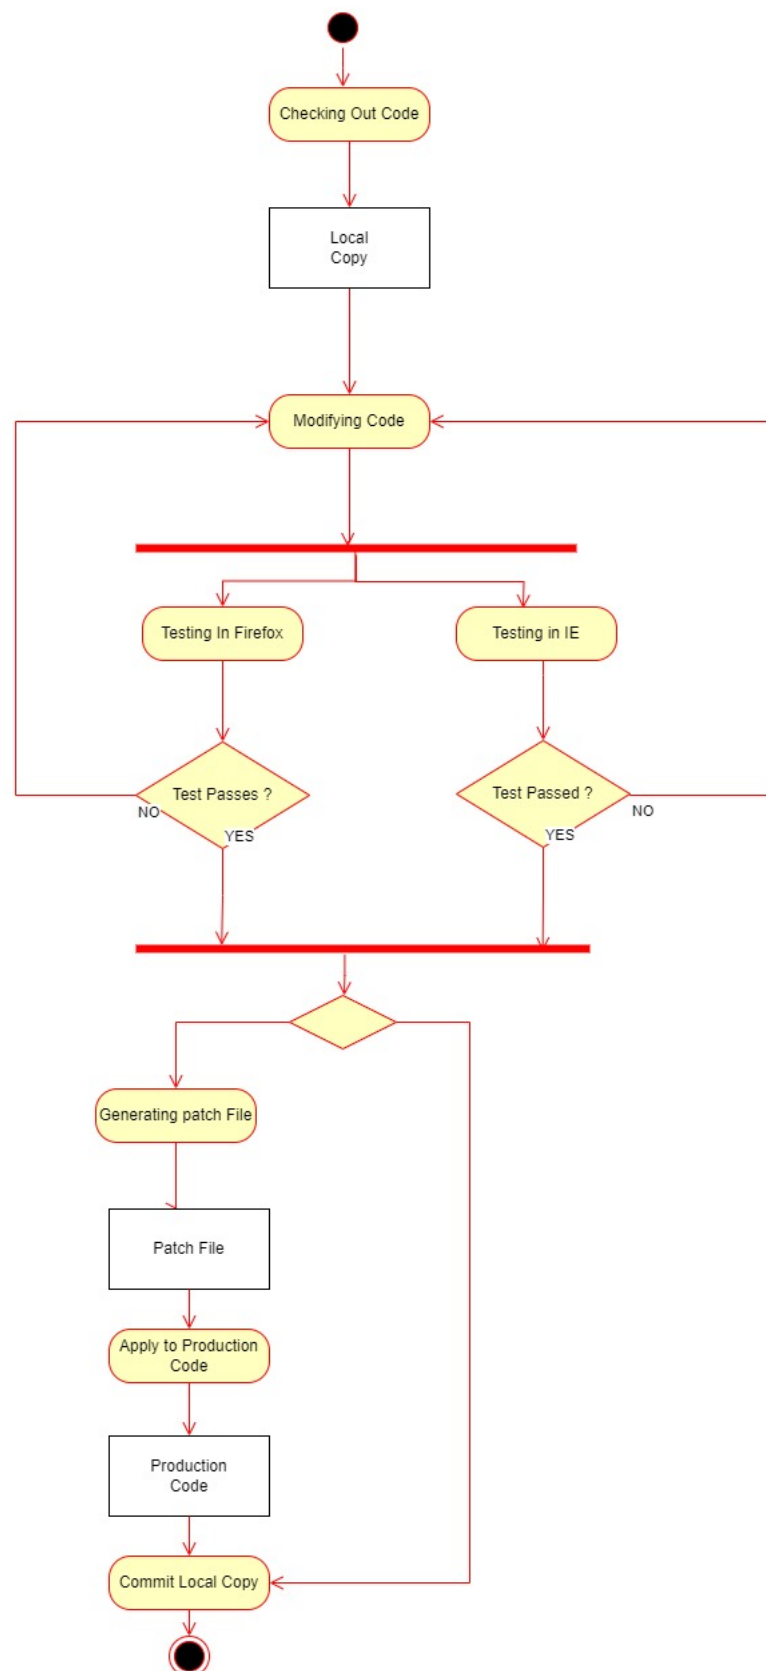 Checking Out Code
Local
Copy
Modifying Code
Testing In Firefox
Testing in IE
Test Passes ?
Test Passed ?
NO
YES
YES
NO
Generating patch File
Patch File
Apply to Production
Code
Production
Code
Commit Local Copy